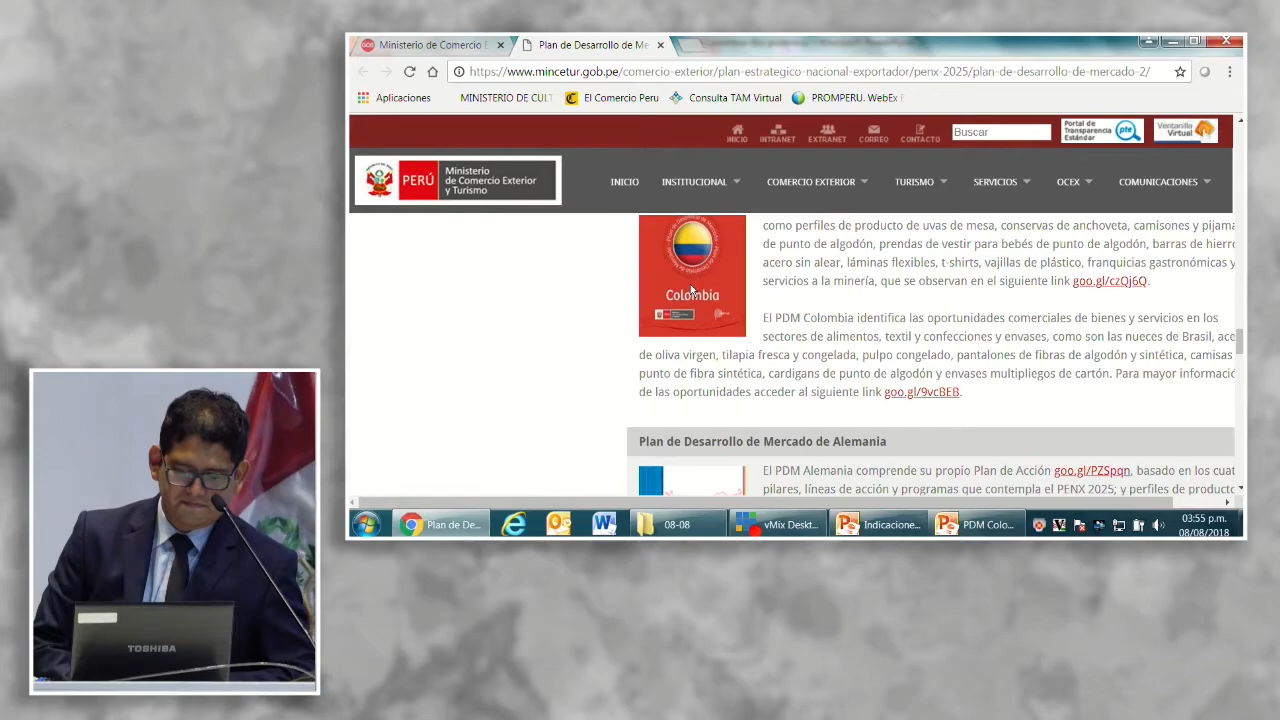 Ministerio de Comercio E
Plan de Desarrollo de Me
https://www.mincetur.gob.pe/comercio-exterior/plan-estrategico-nacional-exportador/penx-2025/plan-de-desarrollo-de-mercado-2/
Aplicaciones MINISTERIO DE CULT El Comercio Peru Consulta TAM Virtual PROMPERU. WebEx E
INICIO INTRANET EXTRANET CORREO CONTACTO
Buscar
Portal de
Transparencia
Estándar
pte
Ventanilla
Virtual
PERÚ
Ministerio
de Comercio Exterior
y Turismo
INICIO INSTITUCIONAL COMERCIO EXTERIOR TURISMO SERVICIOS OCEX COMUNICACIONES
Colombia
como perfiles de producto de uvas de mesa, conservas de anchoveta, camisones y pijama
de punto de algodón, prendas de vestir para bebés de punto de algodón, barras de hierro
acero sin alear, láminas flexibles, t-shirts, vajillas de plástico, franquicias gastronómicas y
servicios a la minería, que se observan en el siguiente link goo.gl/czQj6Q.
El PDM Colombia identifica las oportunidades comerciales de bienes y servicios en los
sectores de alimentos, textil y confecciones y envases, como son las nueces de Brasil, ace
de oliva virgen, tilapia fresca y congelada, pulpo congelado, pantalones de fibras de algodón y sintética, camisas
punto de fibra sintética, cardigans de punto de algodón y envases multipliegos de cartón. Para mayor informació
de las oportunidades acceder al siguiente link goo.gl/9vcBEB.
Plan de Desarrollo de Mercado de Alemania
El PDM Alemania comprende su propio Plan de Acción goo.gl/PZSpqn, basado en los cuat
pilares, líneas de acción y programas que contempla el PENX 2025; y perfiles de producto
Plan de De... 08-08 vMix Deskt... Indicacione... PDM Colo...
03:55 p.m.
08/08/2018
TOSHIBA